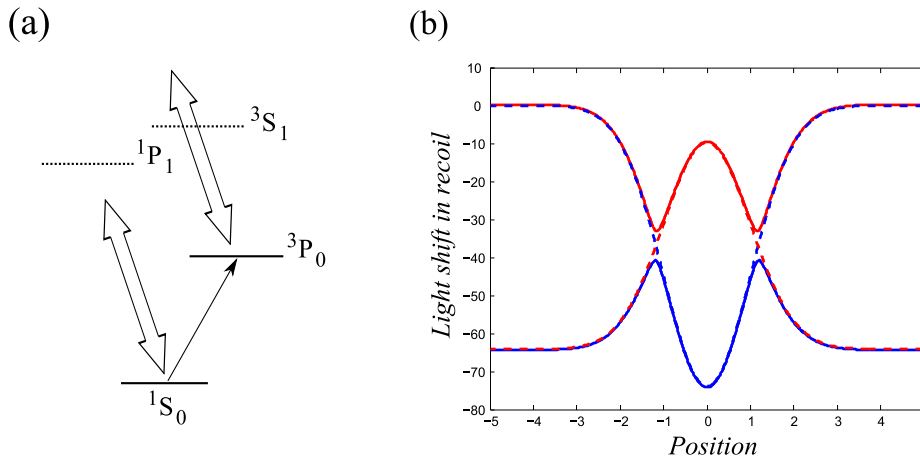 (a)
³S₁
¹P₁
³P₀
¹S₀
(b)
Light shift in recoil
10
0
−10
−20
−30
−40
−50
−60
−70
−80
−5 −4 −3 −2 −1 0 1 2 3 4
Position